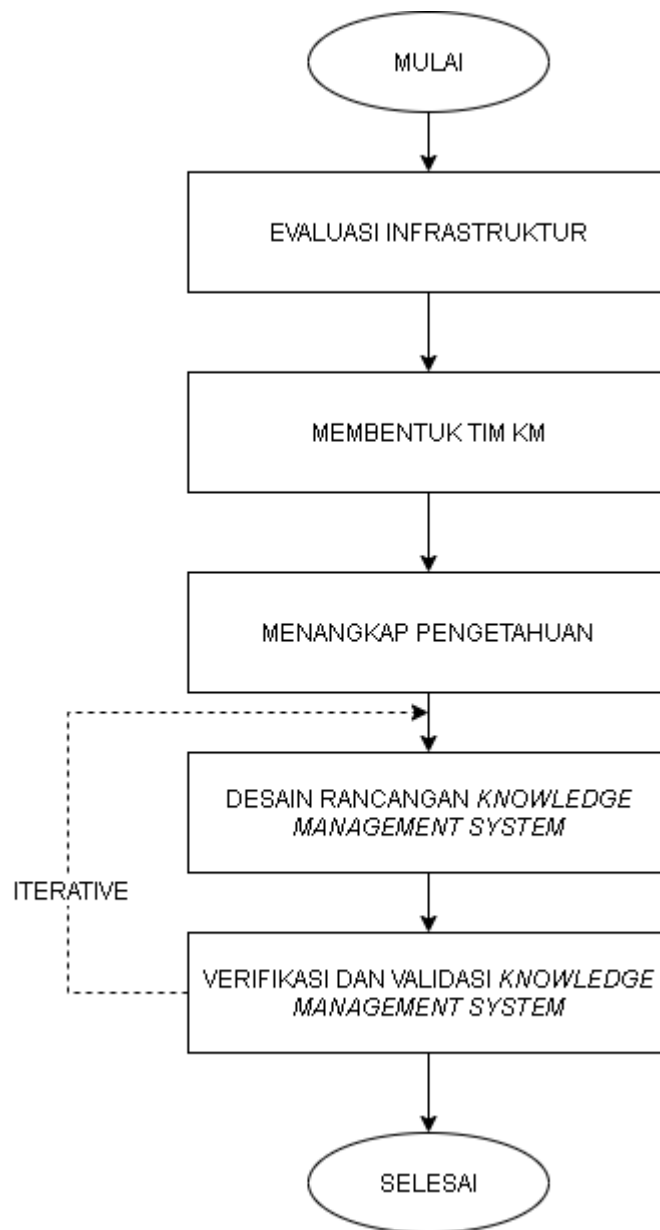 MULAI
EVALUASI INFRASTRUKTUR
MEMBENTUK TIM KM
MENANGKAP PENGETAHUAN
DESAIN RANCANGAN KNOWLEDGE
MANAGEMENT SYSTEM
ITERATIVE
VERIFIKASI DAN VALIDASI KNOWLEDGE
MANAGEMENT SYSTEM
SELESAI